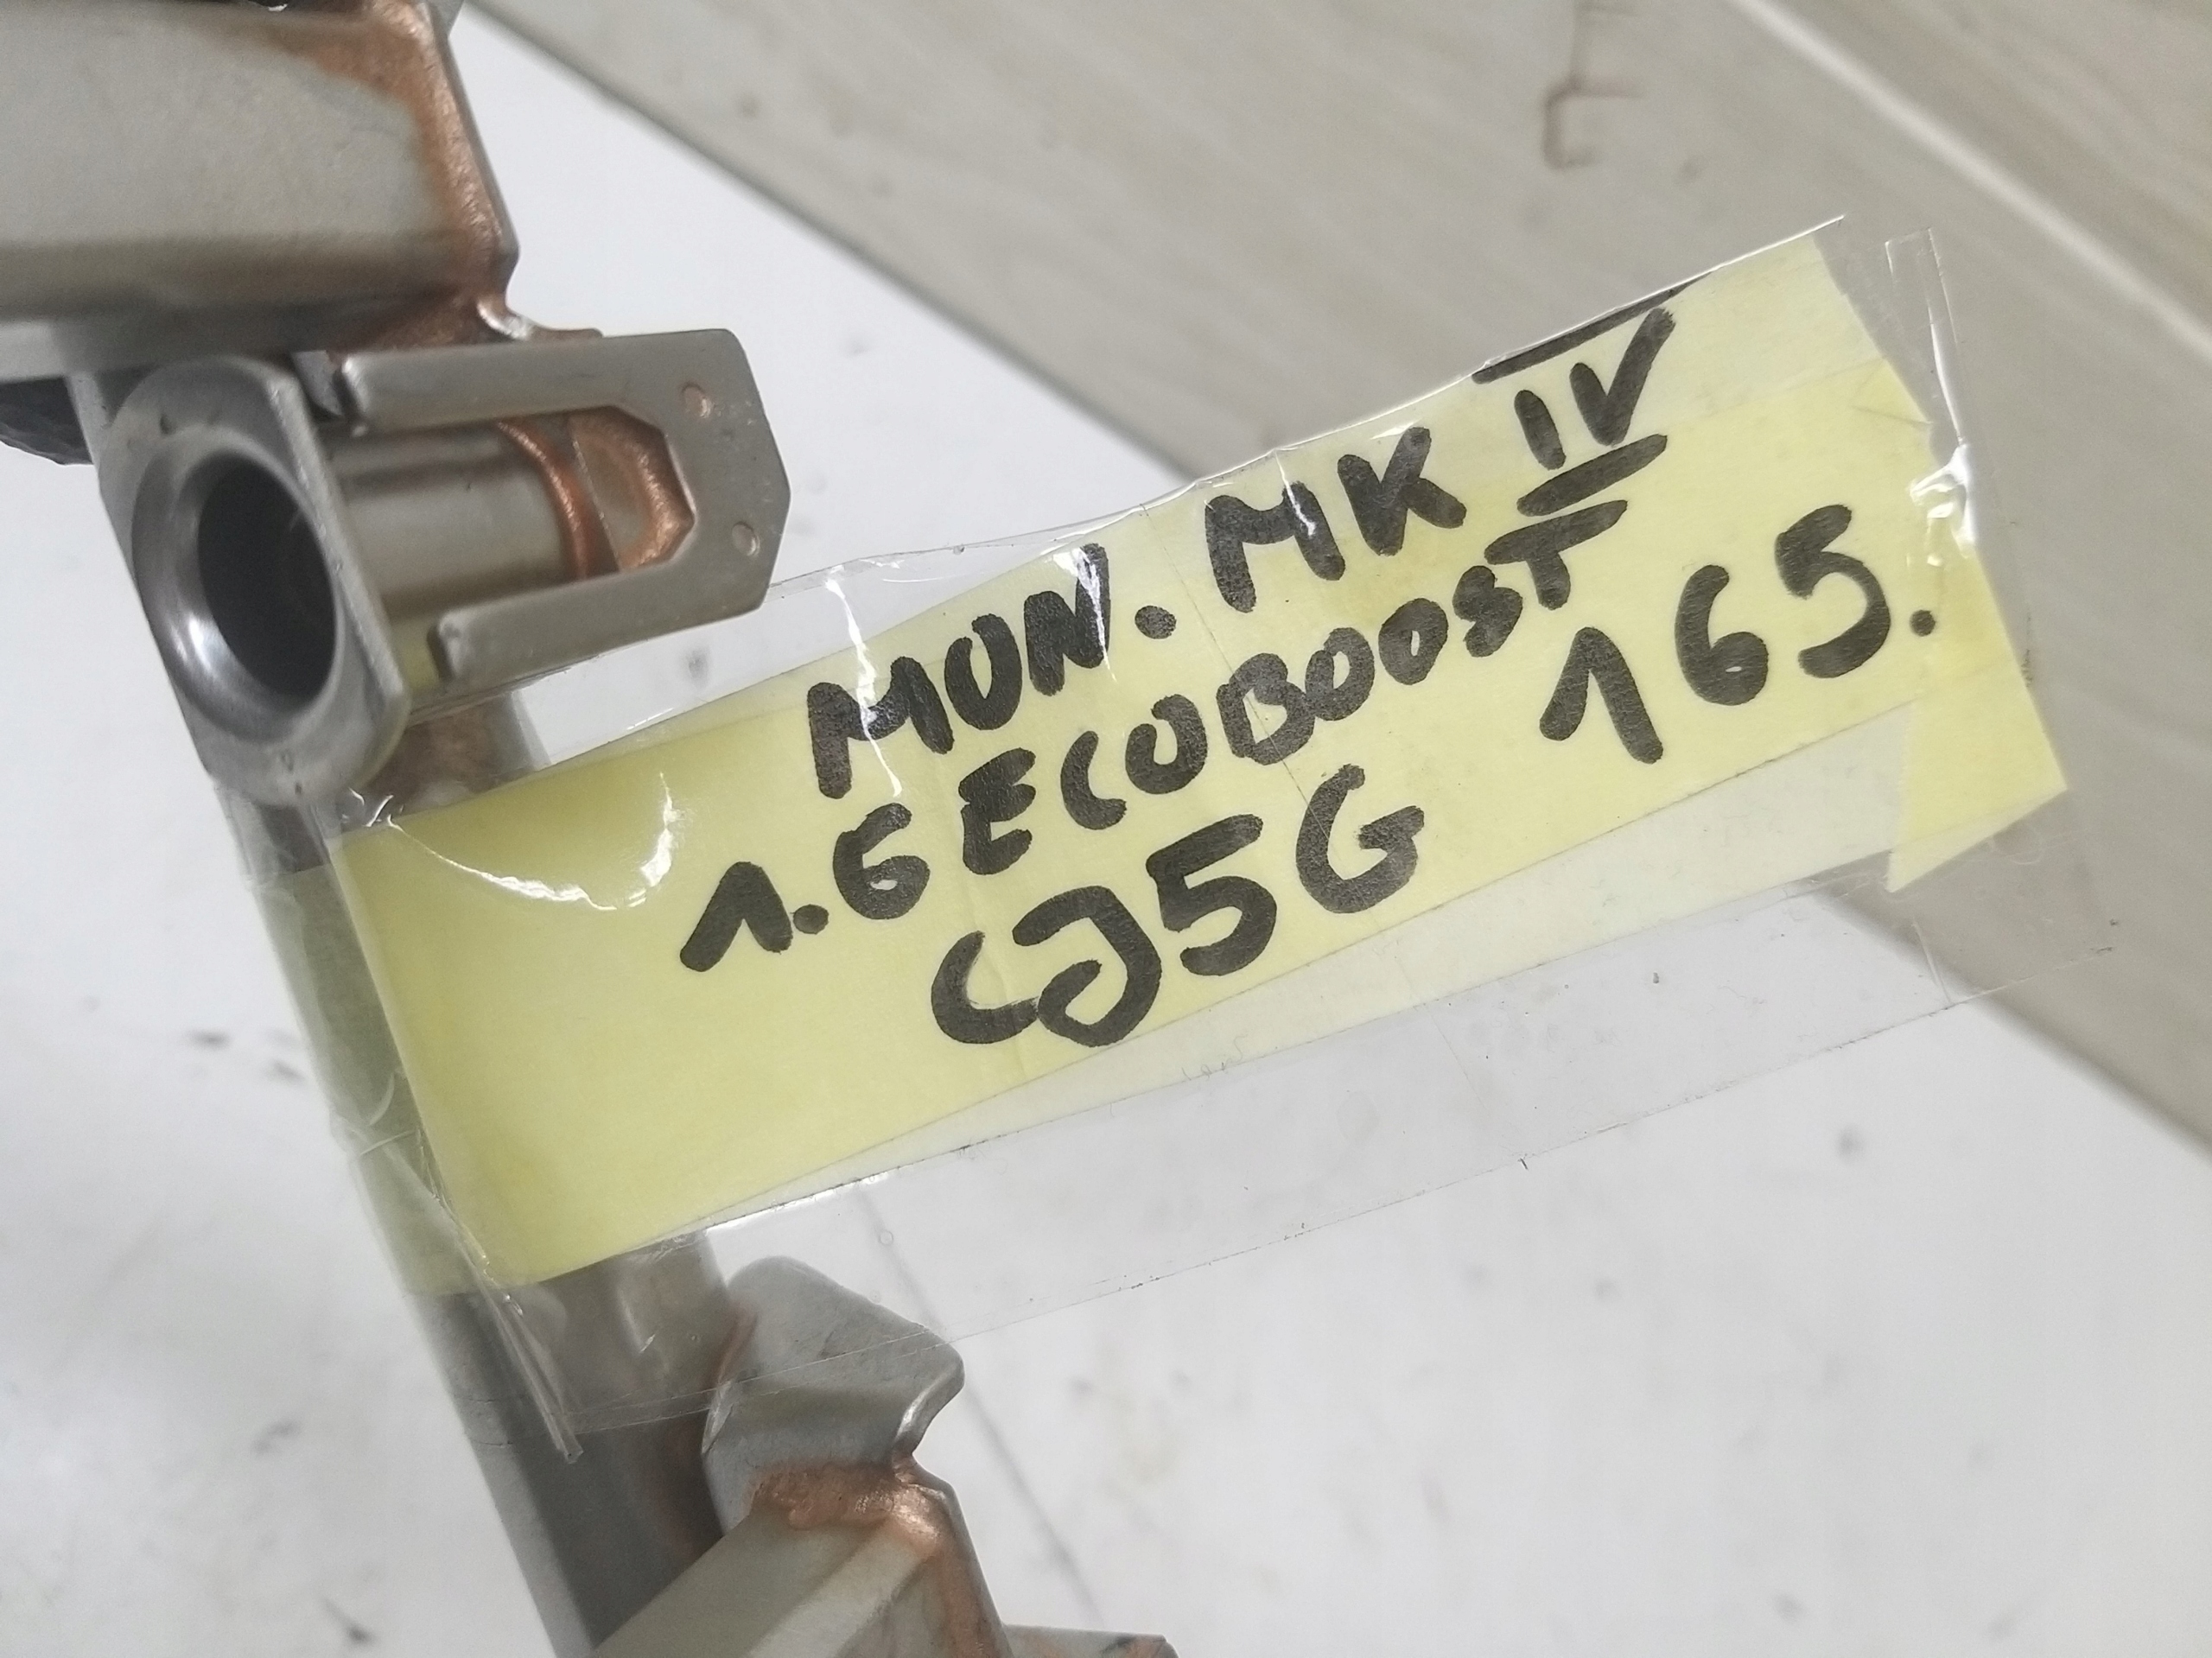 MON. MK IV
1.6 ECOBOOST
CJ5G 165.